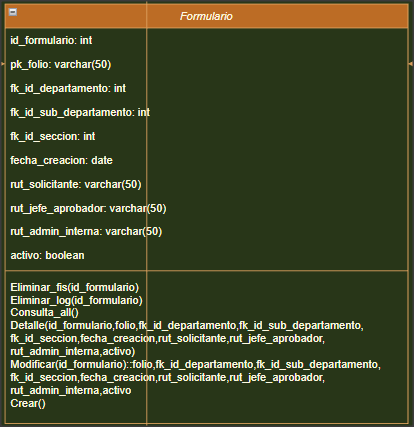 Formulario
id_formulario: int
pk_folio: varchar(50)
fk_id_departamento: int
fk_id_sub_departamento: int
fk_id_seccion: int
fecha_creacion: date
rut_solicitante: varchar(50)
rut_jefe_aprobador: varchar(50)
rut_admin_interna: varchar(50)
activo: boolean
Eliminar_fis(id_formulario)
Eliminar_log(id_formulario)
Consulta_all()
Detalle(id_formulario,folio,fk_id_departamento,fk_id_sub_departamento,
fk_id_seccion,fecha_creacion,rut_solicitante,rut_jefe_aprobador,
rut_admin_interna,activo)
Modificar(id_formulario)::folio,fk_id_departamento,fk_id_sub_departamento,
fk_id_seccion,fecha_creacion,rut_solicitante,rut_jefe_aprobador,
rut_admin_interna,activo
Crear()